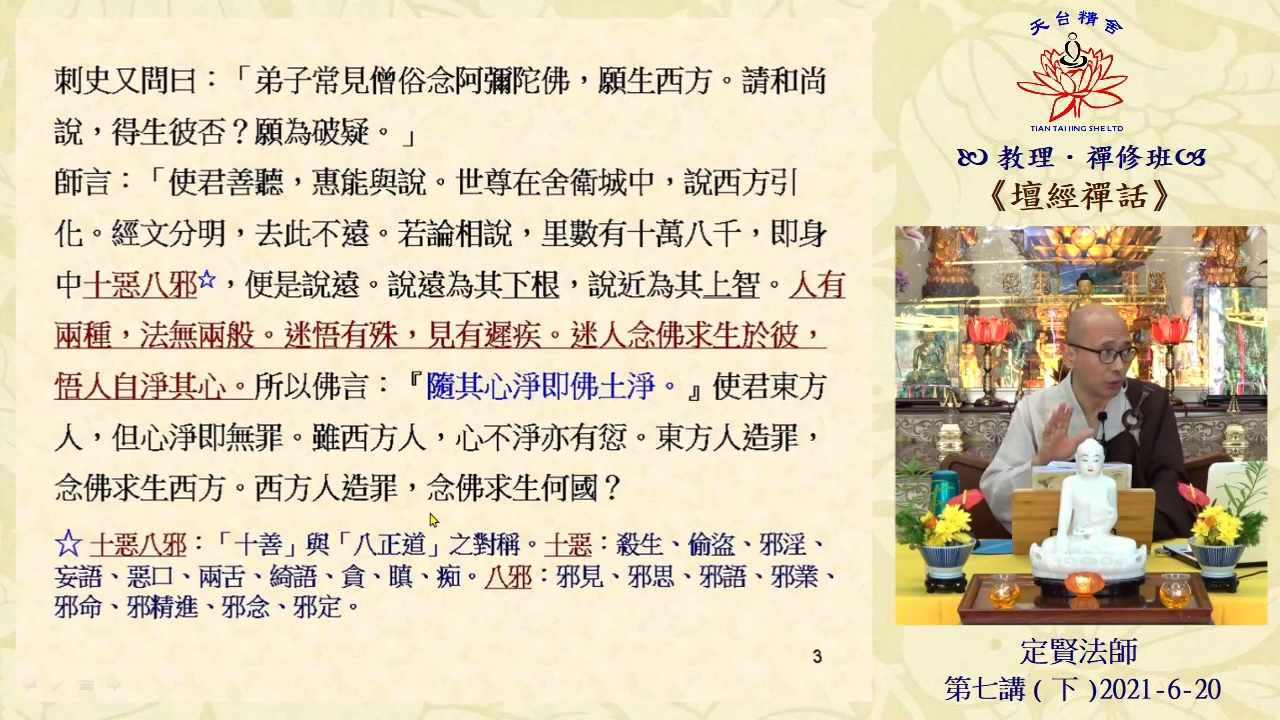 刺史又問曰：「弟子常見僧俗念阿彌陀佛，願生西方。請和尚
說，得生彼否？願為破疑。」
師言：「使君善聽，惠能與說。世尊在舍衛城中，說西方引
化。經文分明，去此不遠。若論相說，里數有十萬八千，即身
中十惡八邪☆，便是說遠。說遠為其下根，說近為其上智。人有
兩種，法無兩般。迷悟有殊，見有遲疾。迷人念佛求生於彼，
悟人自淨其心。所以佛言：『隨其心淨即佛土淨。』使君東方
人，但心淨即無罪。雖西方人，心不淨亦有愆。東方人造罪，
念佛求生西方。西方人造罪，念佛求生何國？
☆ 十惡八邪：「十善」與「八正道」之對稱。十惡：殺生、偷盜、邪淫、
妄語、惡口、兩舌、綺語、貪、瞋、痴。八邪：邪見、邪思、邪語、邪業、
邪命、邪精進、邪念、邪定。
3
天台精舍
TIAN TAI JING SHE LTD
教理·禪修班
《壇經禪話》
定賢法師
第七講 ( 下 )2021-6-20